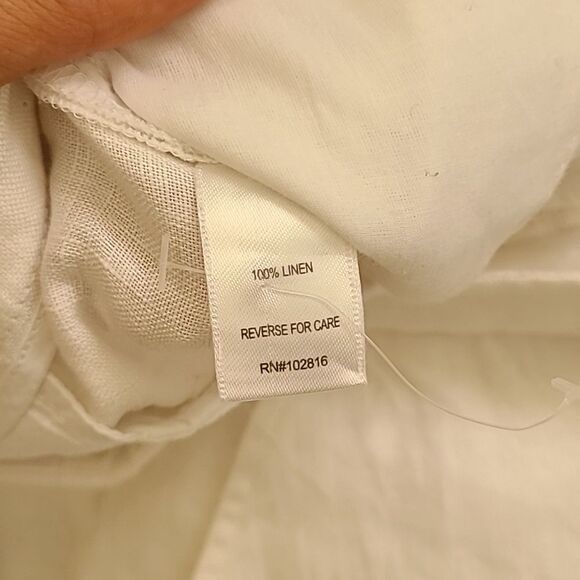 100% LINEN
REVERSE FOR CARE
RN#102816